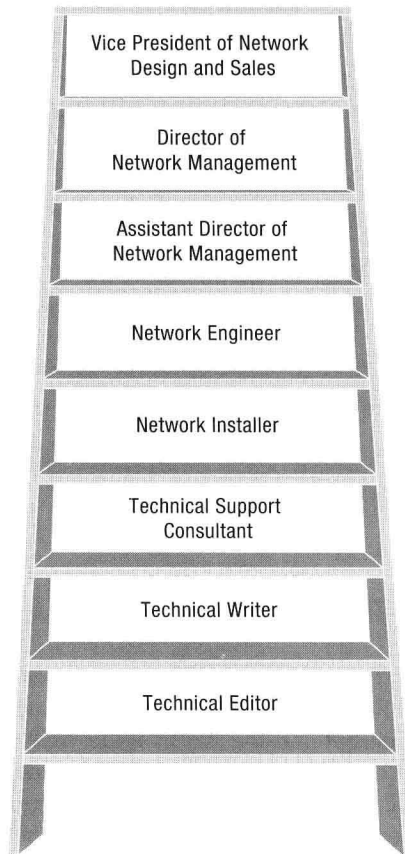 Vice President of Network
Design and Sales
Director of
Network Management
Assistant Director of
Network Management
Network Engineer
Network Installer
Technical Support
Consultant
Technical Writer
Technical Editor